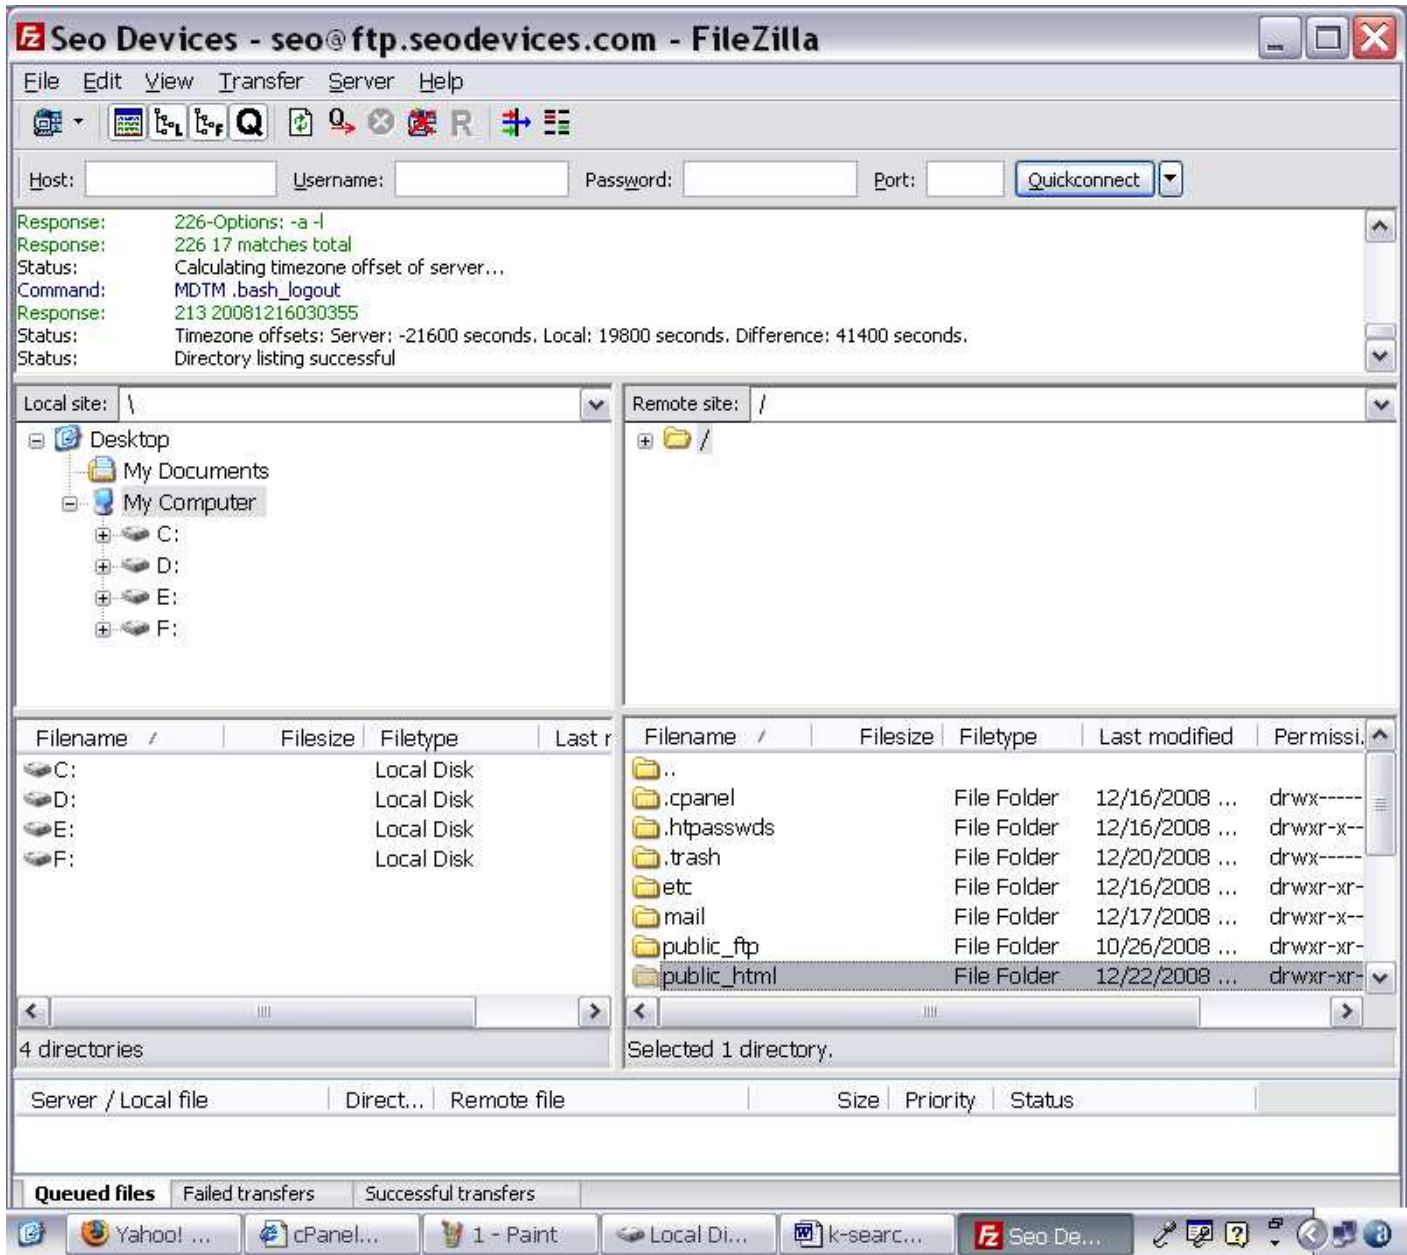 Seo Devices - seo@ftp.seodevices.com - FileZilla
File Edit View Transfer Server Help
Q Q R
Host: Username: Password: Port: Quickconnect
Response: 226-Options: -a -l
Response: 226 17 matches total
Status: Calculating timezone offset of server...
Command: MDTM .bash_logout
Response: 213 20081216030355
Status: Timezone offsets: Server: -21600 seconds. Local: 19800 seconds. Difference: 41400 seconds.
Status: Directory listing successful
Local site: \ Remote site: /
Desktop
My Documents
My Computer
C:
D:
E:
F:
/
Filename / Filesize Filetype Last r
C: Local Disk
D: Local Disk
E: Local Disk
F: Local Disk
4 directories
Filename / Filesize Filetype Last modified Permissi.
..
.cpanel File Folder 12/16/2008 ... drwx-----
.htpasswds File Folder 12/16/2008 ... drwxr-x--
.trash File Folder 12/20/2008 ... drwx-----
etc File Folder 12/16/2008 ... drwxr-xr-
mail File Folder 12/17/2008 ... drwxr-x--
public_ftp File Folder 10/26/2008 ... drwxr-xr-
public_html File Folder 12/22/2008 ... drwxr-xr-
Selected 1 directory.
Server / Local file Direct... Remote file Size Priority Status
Queued files Failed transfers Successful transfers
Yahoo! ... cPanel... 1 - Paint Local Di... k-searc... Seo De...